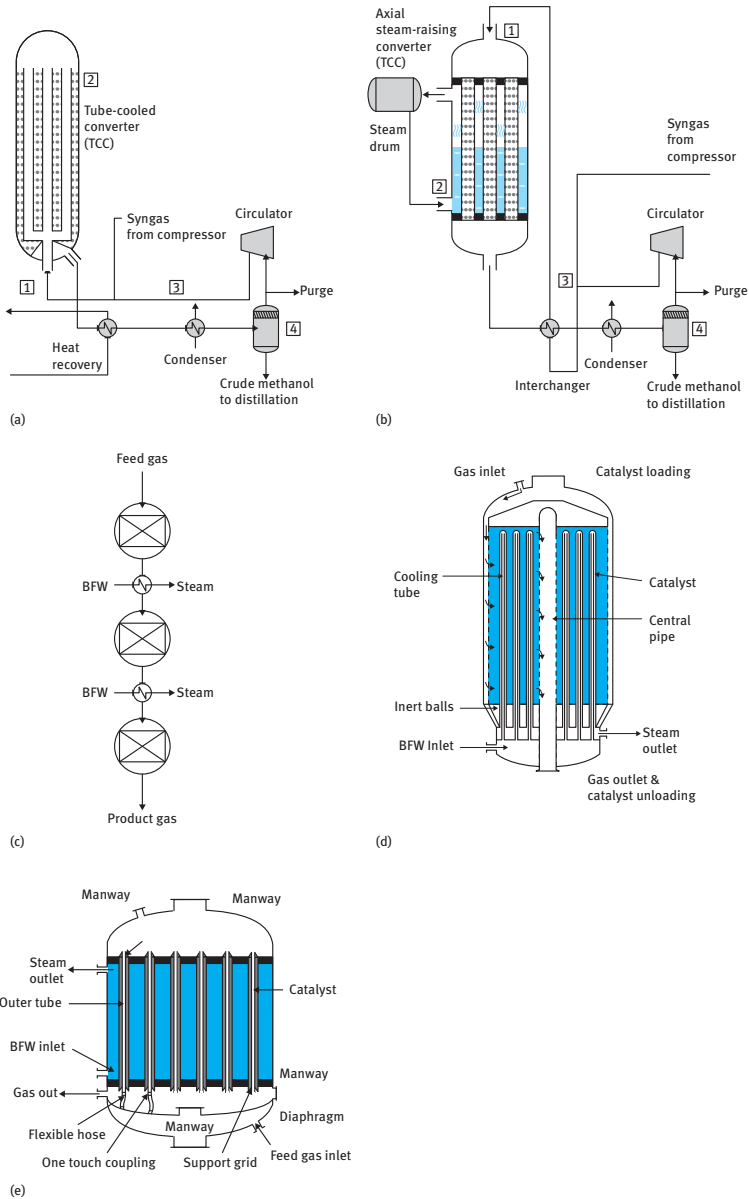 2
Tube-cooled
converter
(TCC)
Syngas
from compressor
Circulator
1
3
Purge
4
Heat
recovery
Condenser
Crude methanol
to distillation
(a)
Axial
steam-raising
converter
(TCC)
1
Steam
drum
2
Syngas
from
compressor
Circulator
3
Purge
4
Condenser
Interchanger
Crude methanol
to distillation
(b)
Feed gas
BFW
Steam
BFW
Steam
Product gas
(c)
Gas inlet
Catalyst loading
Cooling
tube
Catalyst
Central
pipe
Inert balls
BFW Inlet
Steam
outlet
Gas outlet &
catalyst unloading
(d)
Manway
Manway
Steam
outlet
Outer tube
Catalyst
BFW inlet
Manway
Gas out
Diaphragm
Manway
Flexible hose
One touch coupling
Support grid
Feed gas inlet
(e)